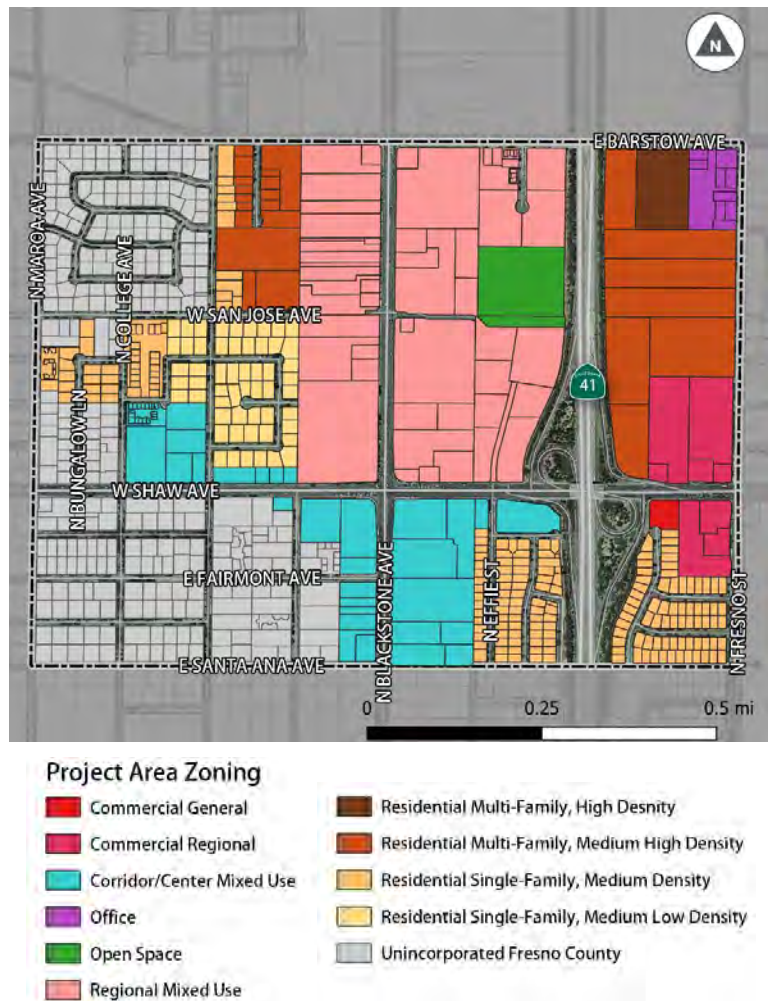 N
E BARSTOW AVE
N MAROA AVE
N COLLEGE AVE
W SAN JOSE AVE
41
N BUNGALOW LN
W SHAW AVE
E FAIRMONT AVE
N BLACKSTONE AVE
N EFFIE ST
N FRESNO ST
E SANTA ANA AVE
0 0.25 0.5 mi
Project Area Zoning
Commercial General
Commercial Regional
Corridor/Center Mixed Use
Office
Open Space
Regional Mixed Use
Residential Multi-Family, High Desnity
Residential Multi-Family, Medium High Density
Residential Single-Family, Medium Density
Residential Single-Family, Medium Low Density
Unincorporated Fresno County